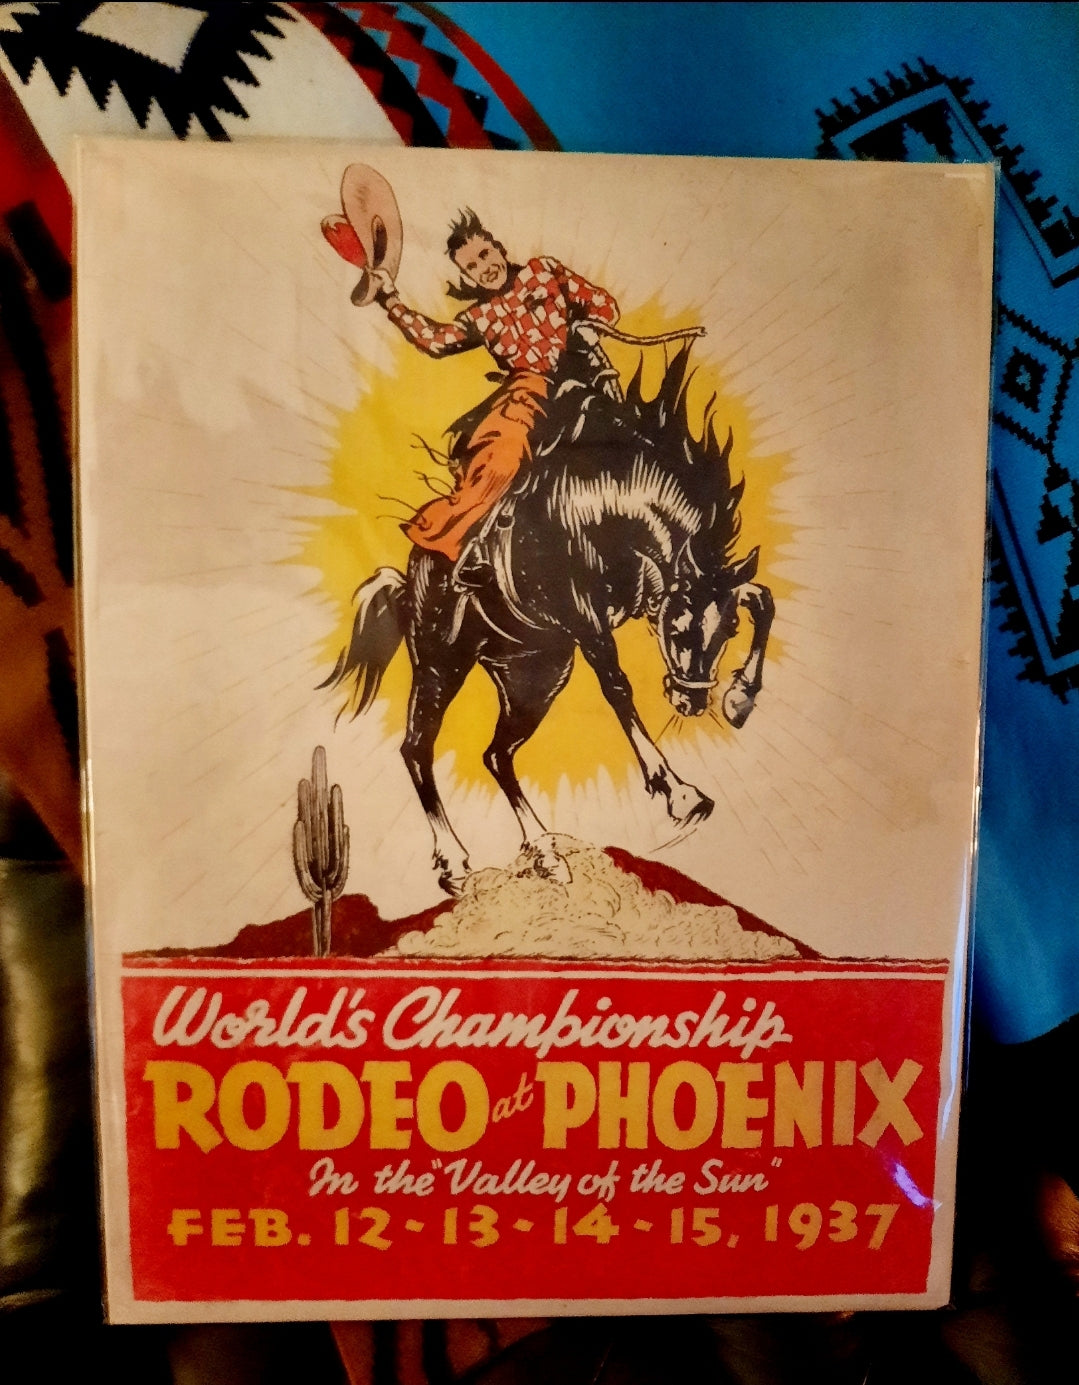 World's Championship
RODEO at PHOENIX
In the "Valley of the Sun"
FEB. 12-13-14-15, 1937